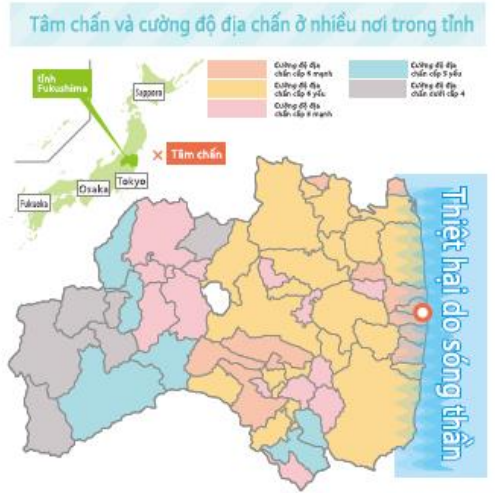 Tâm chấn và cường độ địa chấn ở nhiều nơi trong tỉnh
tỉnh
Fukushima
Sapporo
Tâm chấn
Tokyo
Osaka
Fukuoka
Cường độ địa
chấn cấp 6 mạnh
Cường độ địa
chấn cấp 6 yếu
Cường độ địa
chấn cấp 5 mạnh
Cường độ địa
chấn cấp 5 yếu
Cường độ địa
chấn dưới cấp 4
Thiệt hại do sóng thần